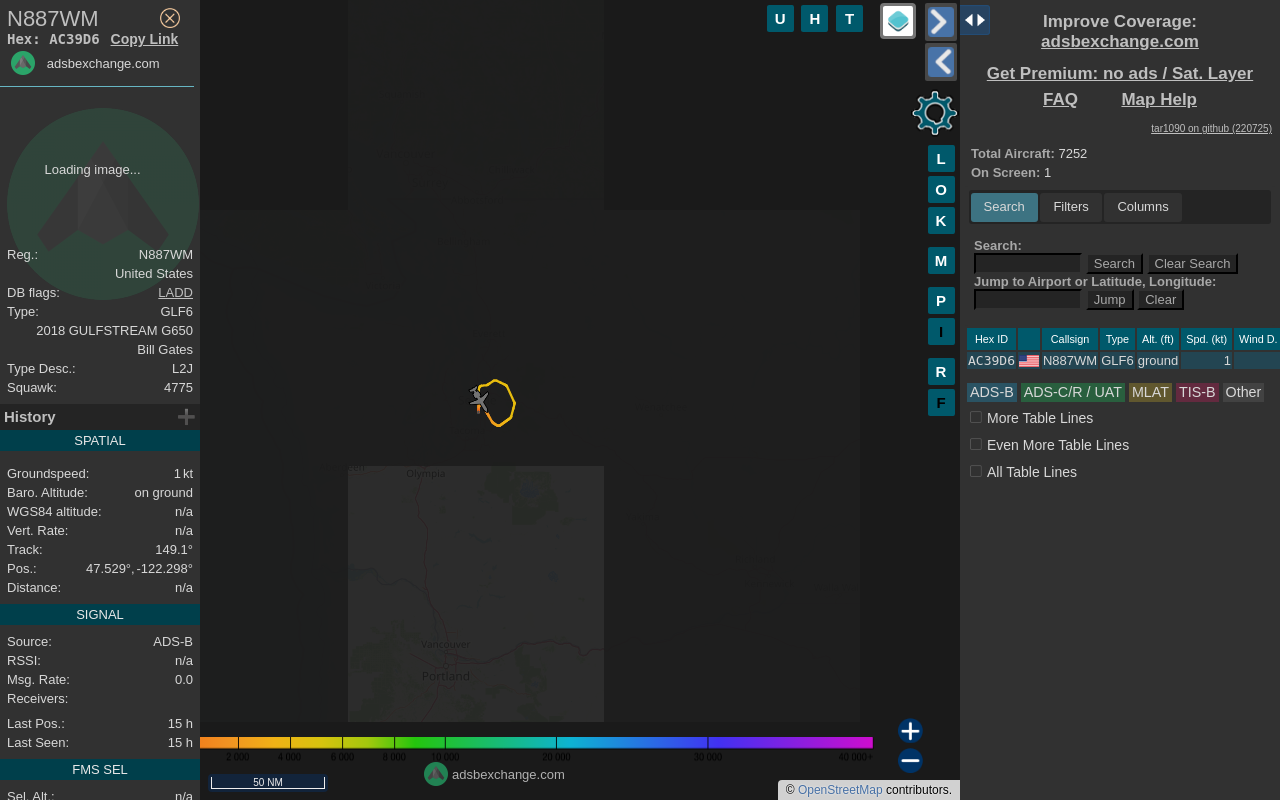 N887WM
Hex: AC39D6 Copy Link
adsbexchange.com
Loading image...
Reg.: N887WM
United States
DB flags: LADD
Type: GLF6
2018 GULFSTREAM G650
Bill Gates
Type Desc.: L2J
Squawk: 4775
History
SPATIAL
Groundspeed: 1 kt
Baro. Altitude: on ground
WGS84 altitude: n/a
Vert. Rate: n/a
Track: 149.1°
Pos.: 47.529°, -122.298°
Distance: n/a
SIGNAL
Source: ADS-B
RSSI: n/a
Msg. Rate: 0.0
Receivers:
Last Pos.: 15 h
Last Seen: 15 h
FMS SEL
Sel. Alt.: n/a
U H T
L
O
K
M
P
I
R
F
Olympia
Vancouver
Portland
2 000 4 000 6 000 8 000 10 000 20 000 30 000 40 000+
50 NM
adsbexchange.com
© OpenStreetMap contributors.
Improve Coverage:
adsbexchange.com
Get Premium: no ads / Sat. Layer
FAQ Map Help
tar1090 on github (220725)
Total Aircraft: 7252
On Screen: 1
Search Filters Columns
Search:
Search Clear Search
Jump to Airport or Latitude, Longitude:
Jump Clear
Hex ID Callsign Type Alt. (ft) Spd. (kt) Wind D.
AC39D6 N887WM GLF6 ground 1
ADS-B ADS-C/R / UAT MLAT TIS-B Other
More Table Lines
Even More Table Lines
All Table Lines